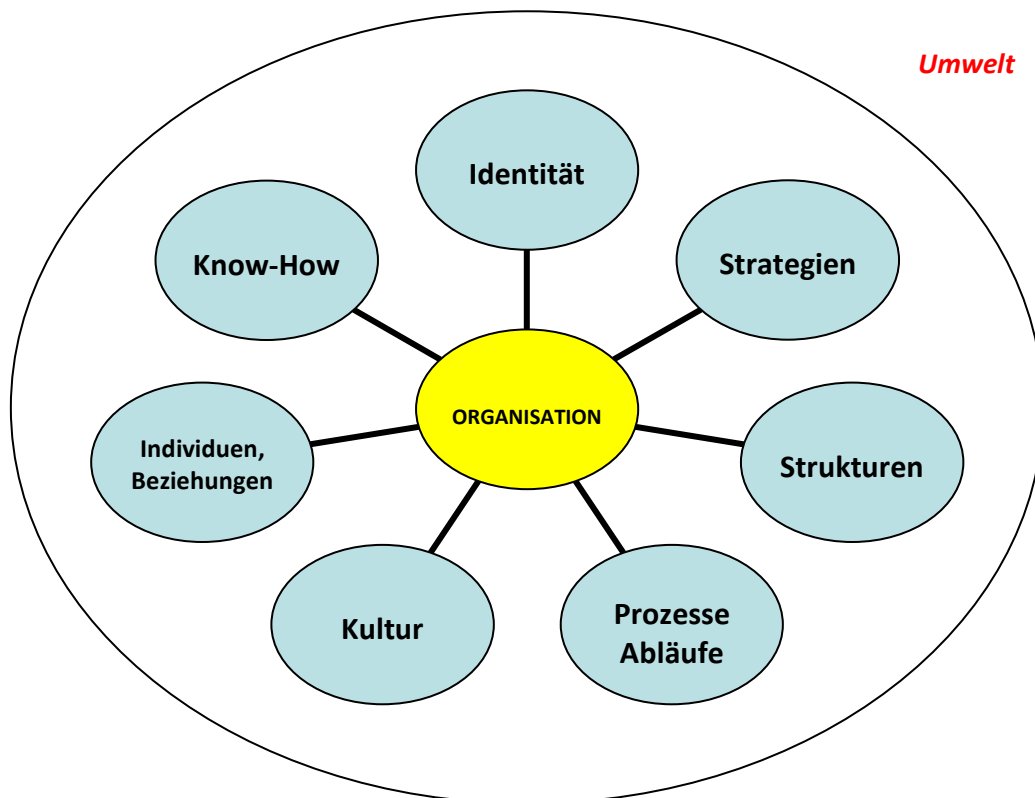 Umwelt
Identität
Know-How
Strategien
ORGANISATION
Individuen,
Beziehungen
Strukturen
Kultur
Prozesse
Abläufe